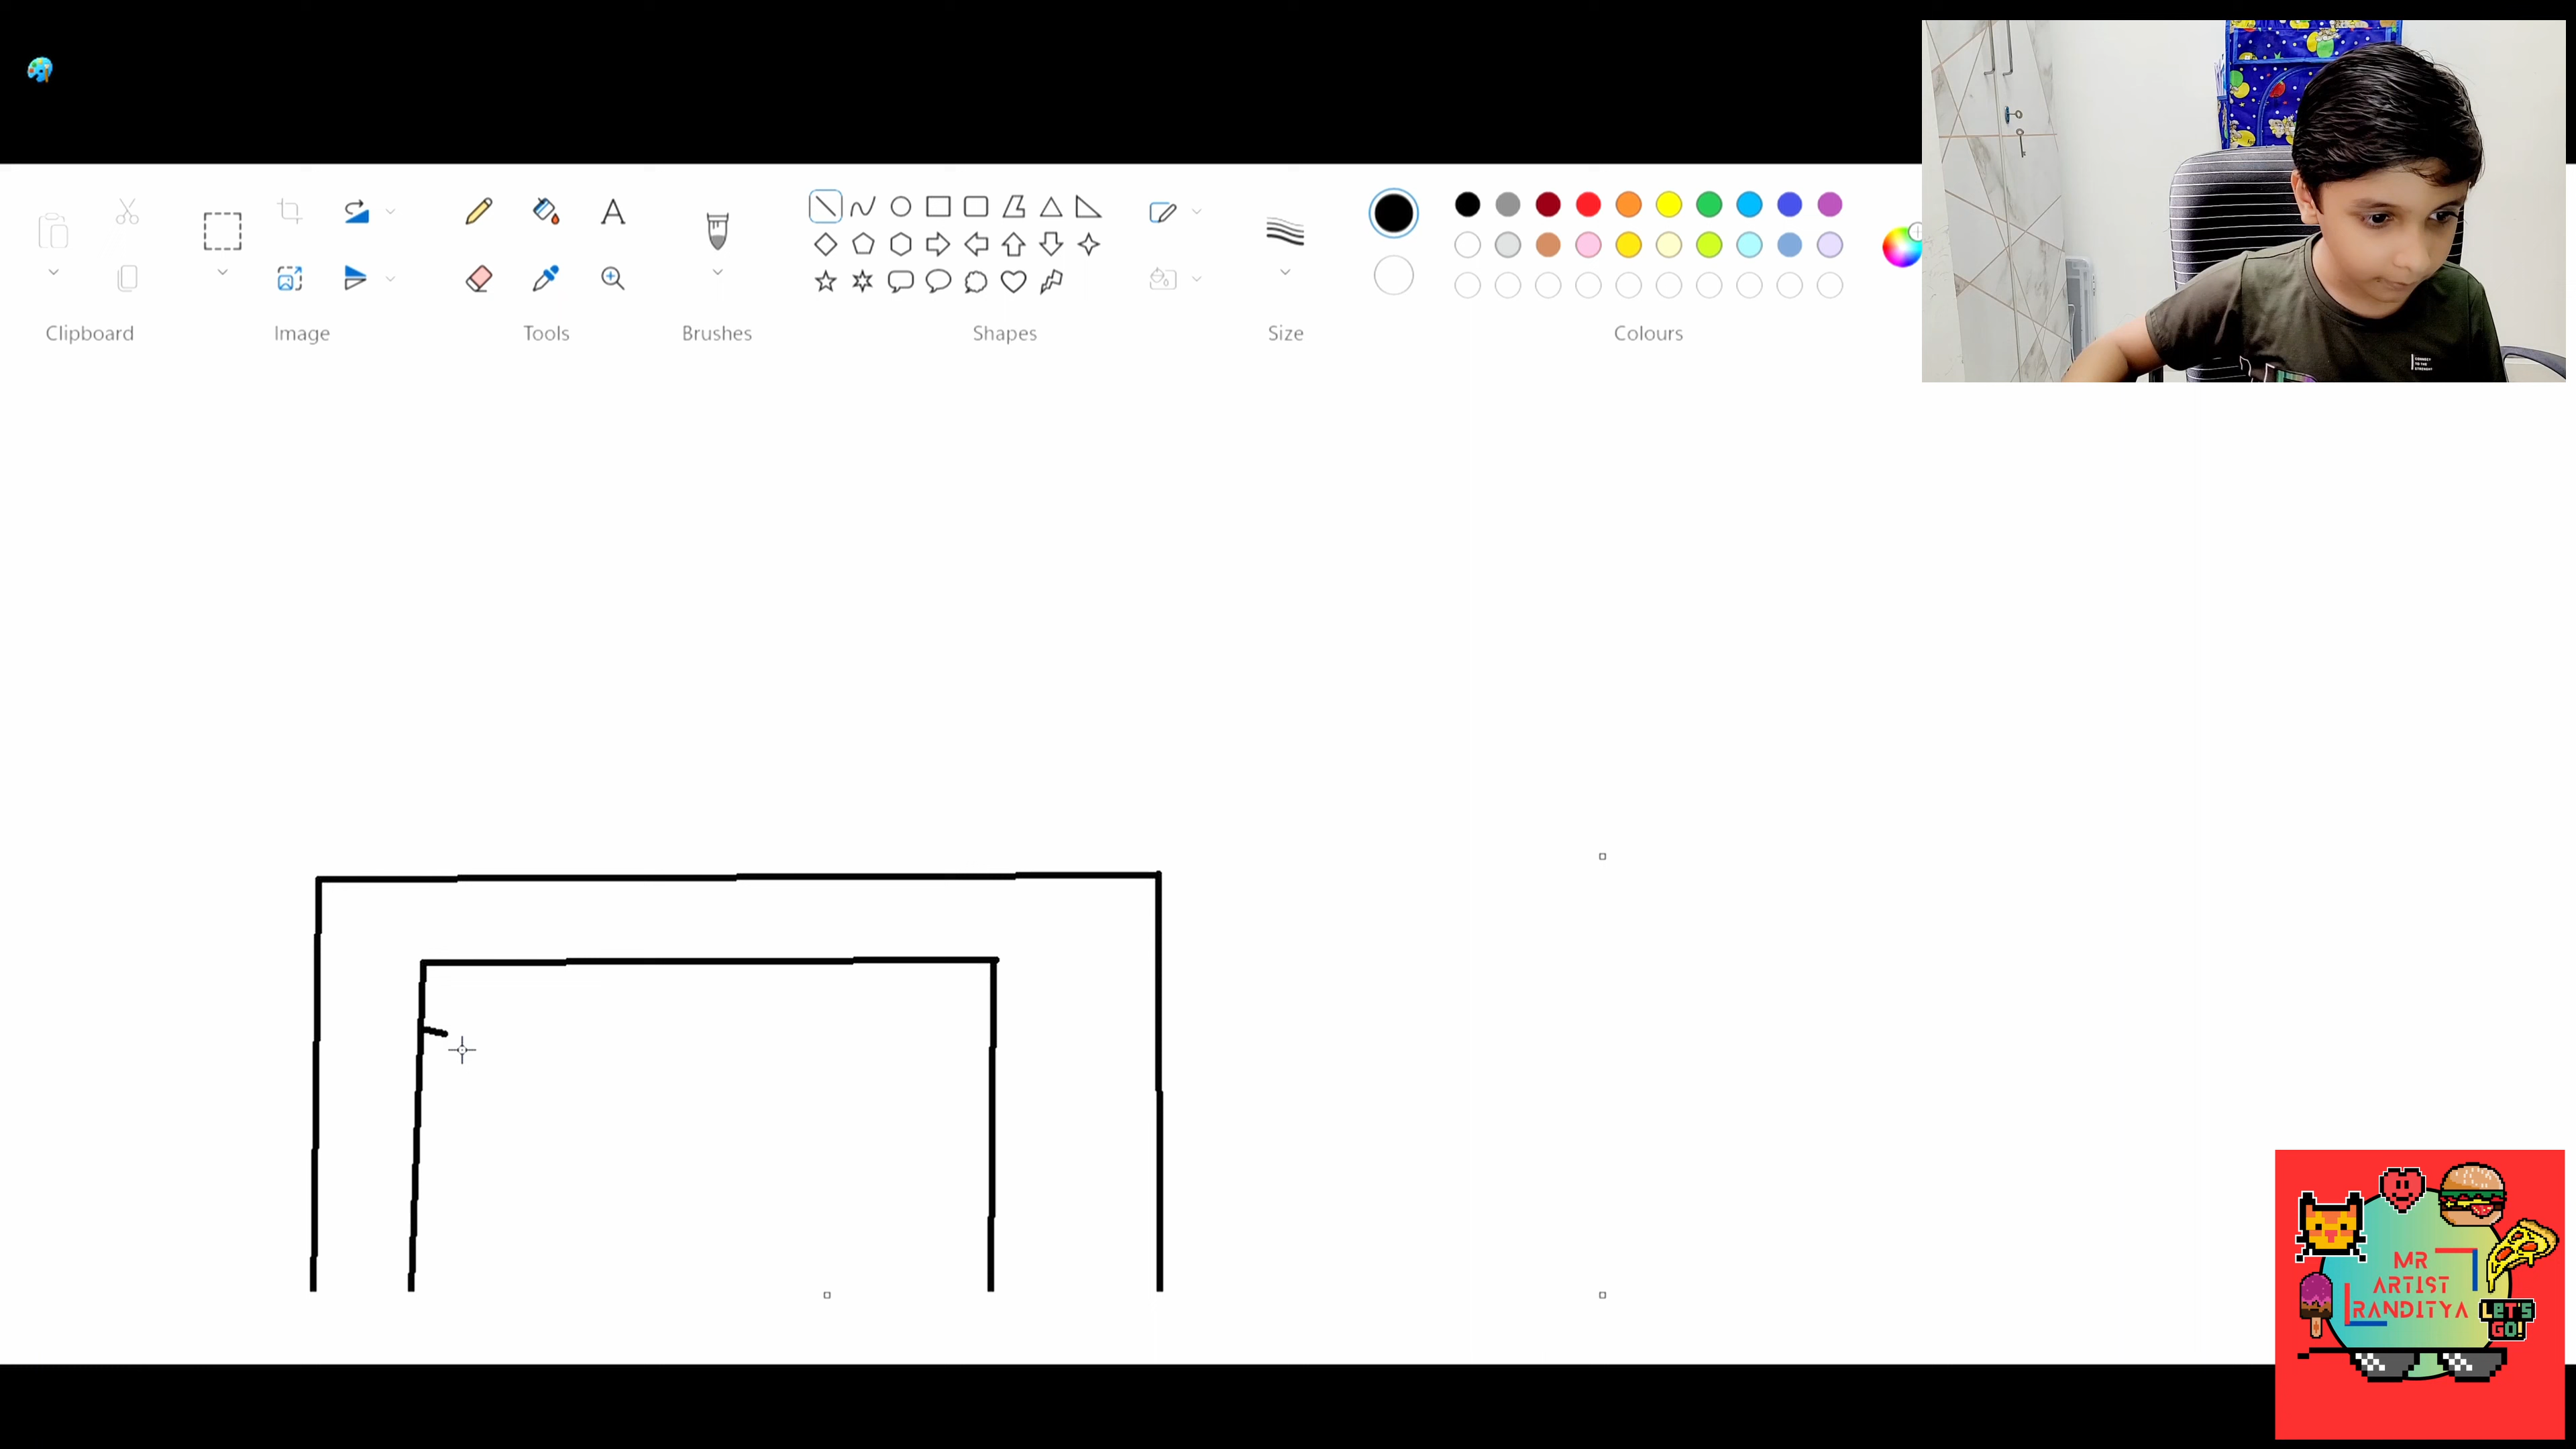 Clipboard
Image
Tools
Brushes
Shapes
Size
Colours
MR
ARTIST
RANDITYA
LET'S
GO!